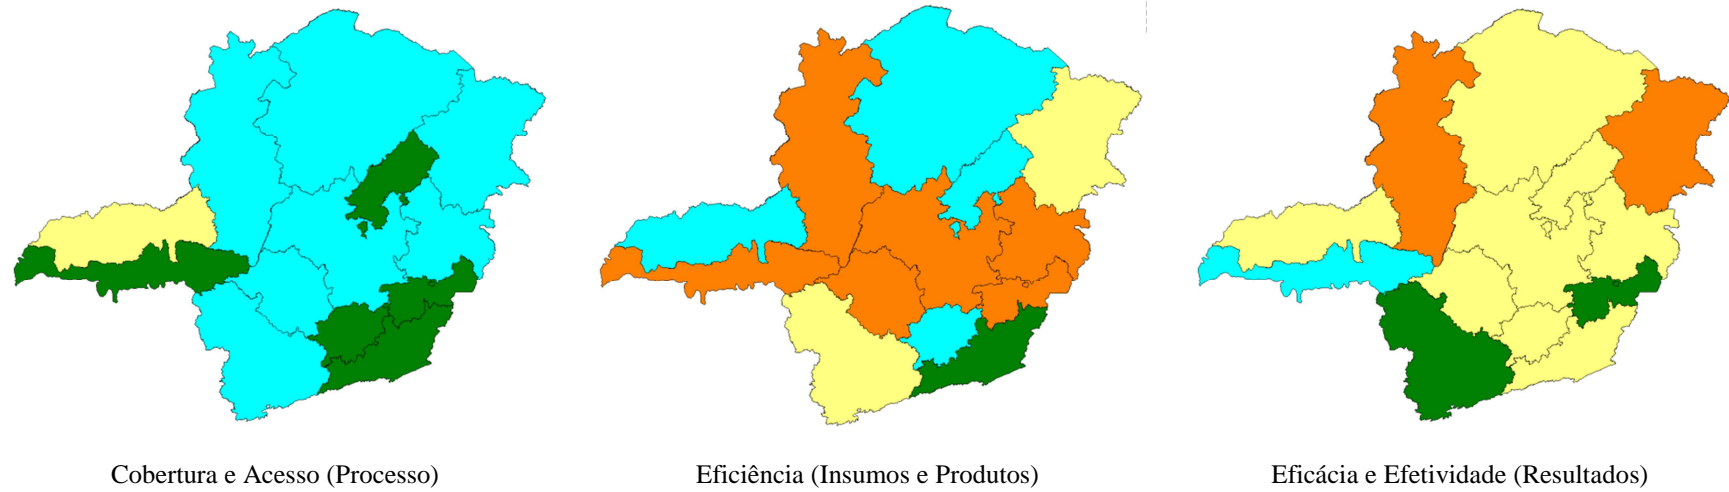 Cobertura e Acesso (Processo)
Eficiência (Insumos e Produtos)
Eficácia e Efetividade (Resultados)